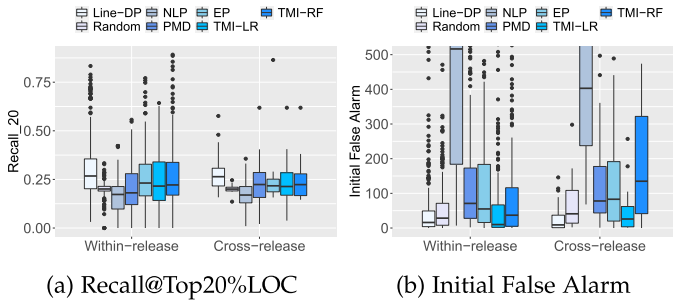 Line−DP NLP EP TMI−RF
Random PMD TMI−LR
Recall_20
0.75
0.50
0.25
0.00
Within−release Cross−release
(a) Recall@Top20%LOC
Line−DP NLP EP TMI−RF
Random PMD TMI−LR
Initial False Alarm
500
400
300
200
100
0
Within−release Cross−release
(b) Initial False Alarm